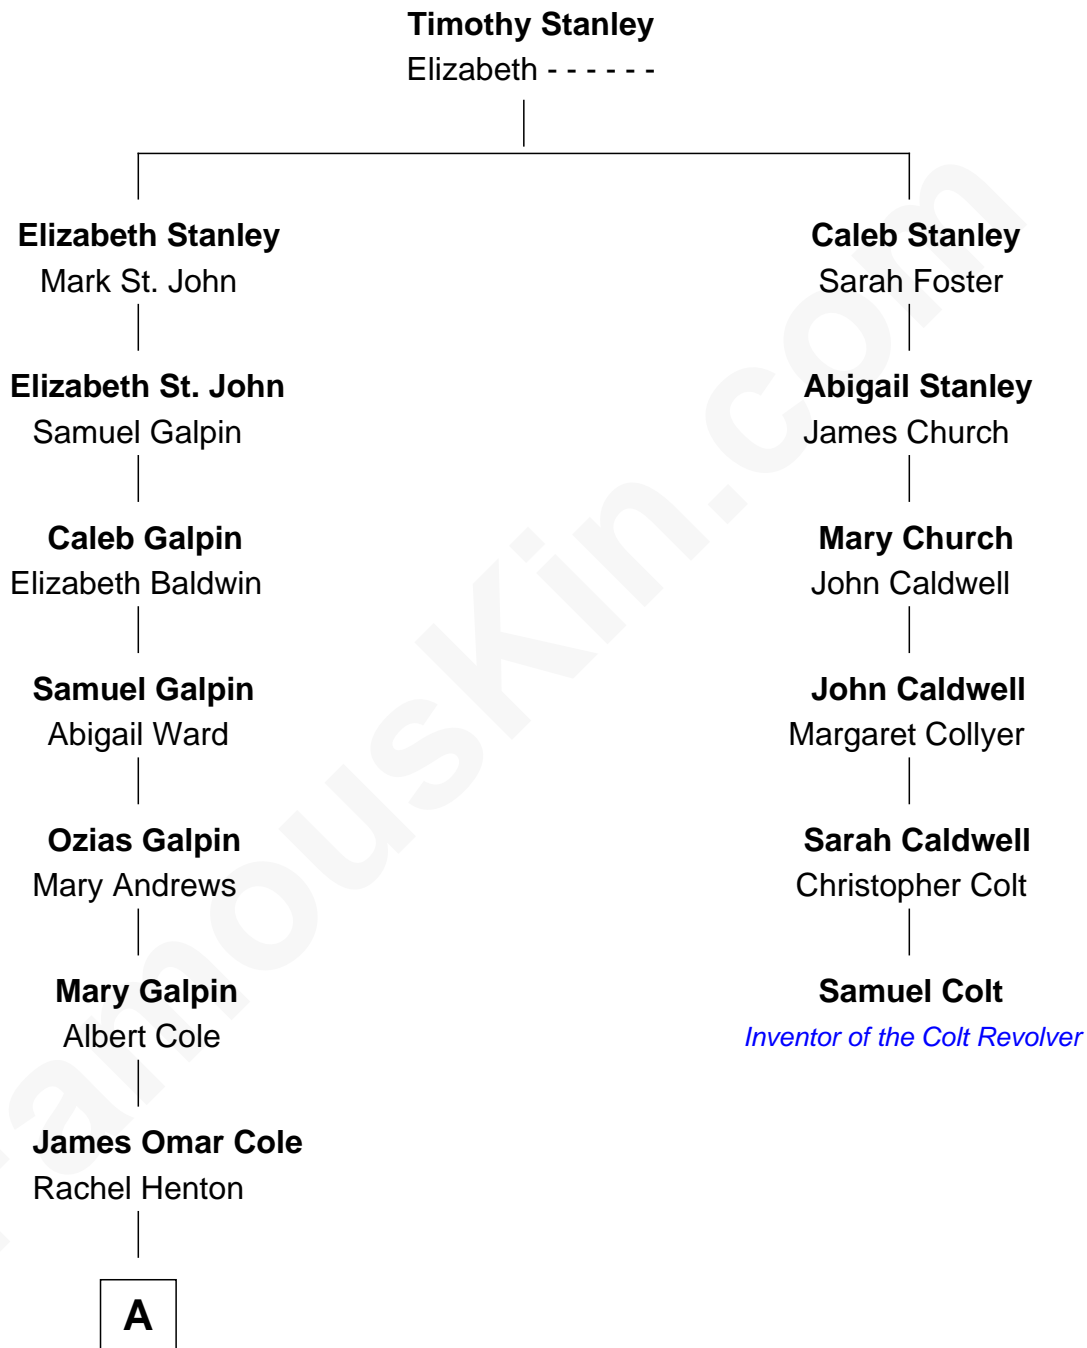 Timothy Stanley
Elizabeth - - - - - -
Elizabeth Stanley
Mark St. John
Elizabeth St. John
Samuel Galpin
Caleb Galpin
Elizabeth Baldwin
Samuel Galpin
Abigail Ward
Ozias Galpin
Mary Andrews
Mary Galpin
Albert Cole
James Omar Cole
Rachel Henton
A
Caleb Stanley
Sarah Foster
Abigail Stanley
James Church
Mary Church
John Caldwell
John Caldwell
Margaret Collyer
Sarah Caldwell
Christopher Colt
Samuel Colt
Inventor of the Colt Revolver
FamousKin.com